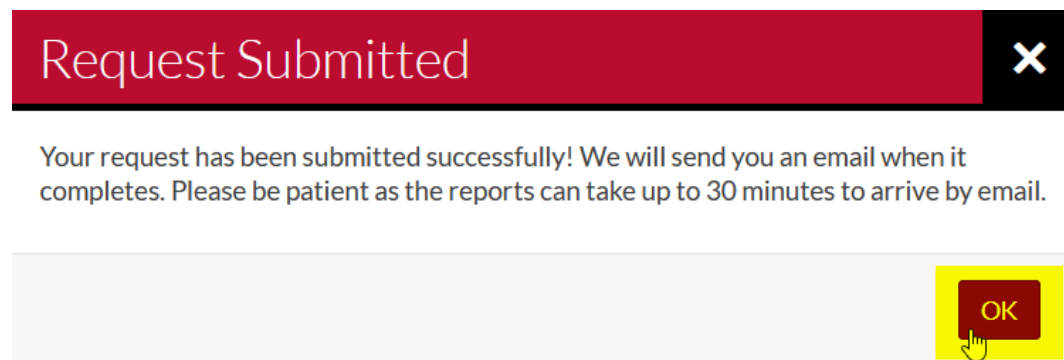 Request Submitted
Your request has been submitted successfully! We will send you an email when it
completes. Please be patient as the reports can take up to 30 minutes to arrive by email.
OK